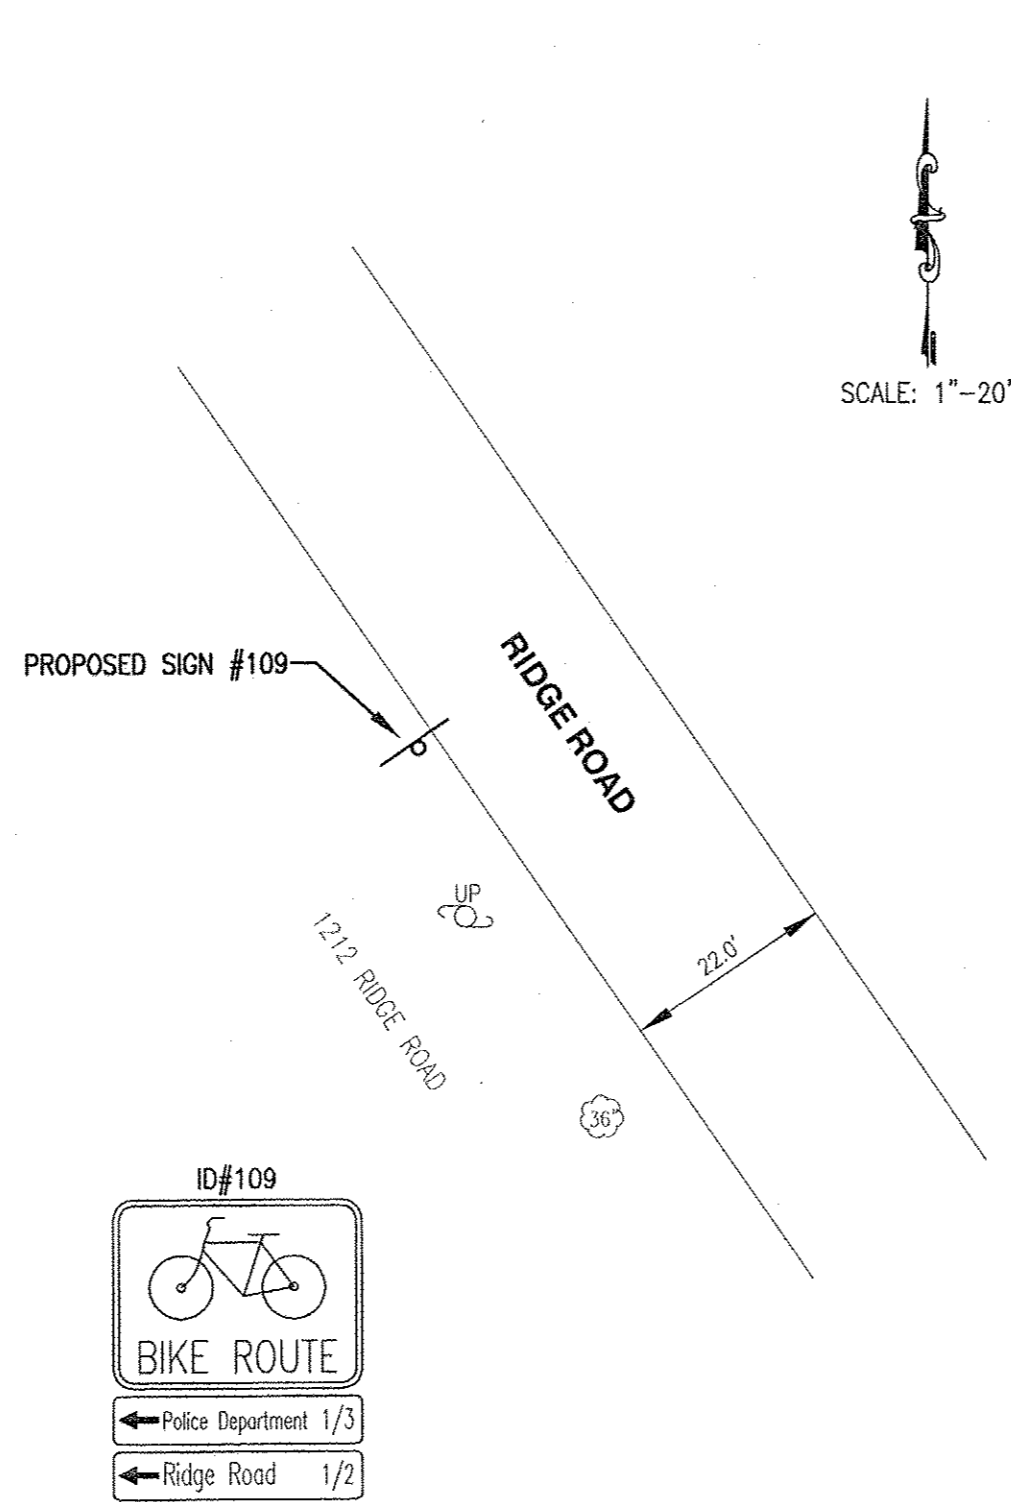 SCALE: 1"-20'
PROPOSED SIGN #109
RIDGE ROAD
UP
1212 RIDGE ROAD
22.0'
36"
ID#109
BIKE ROUTE
Police Department 1/3
Ridge Road 1/2